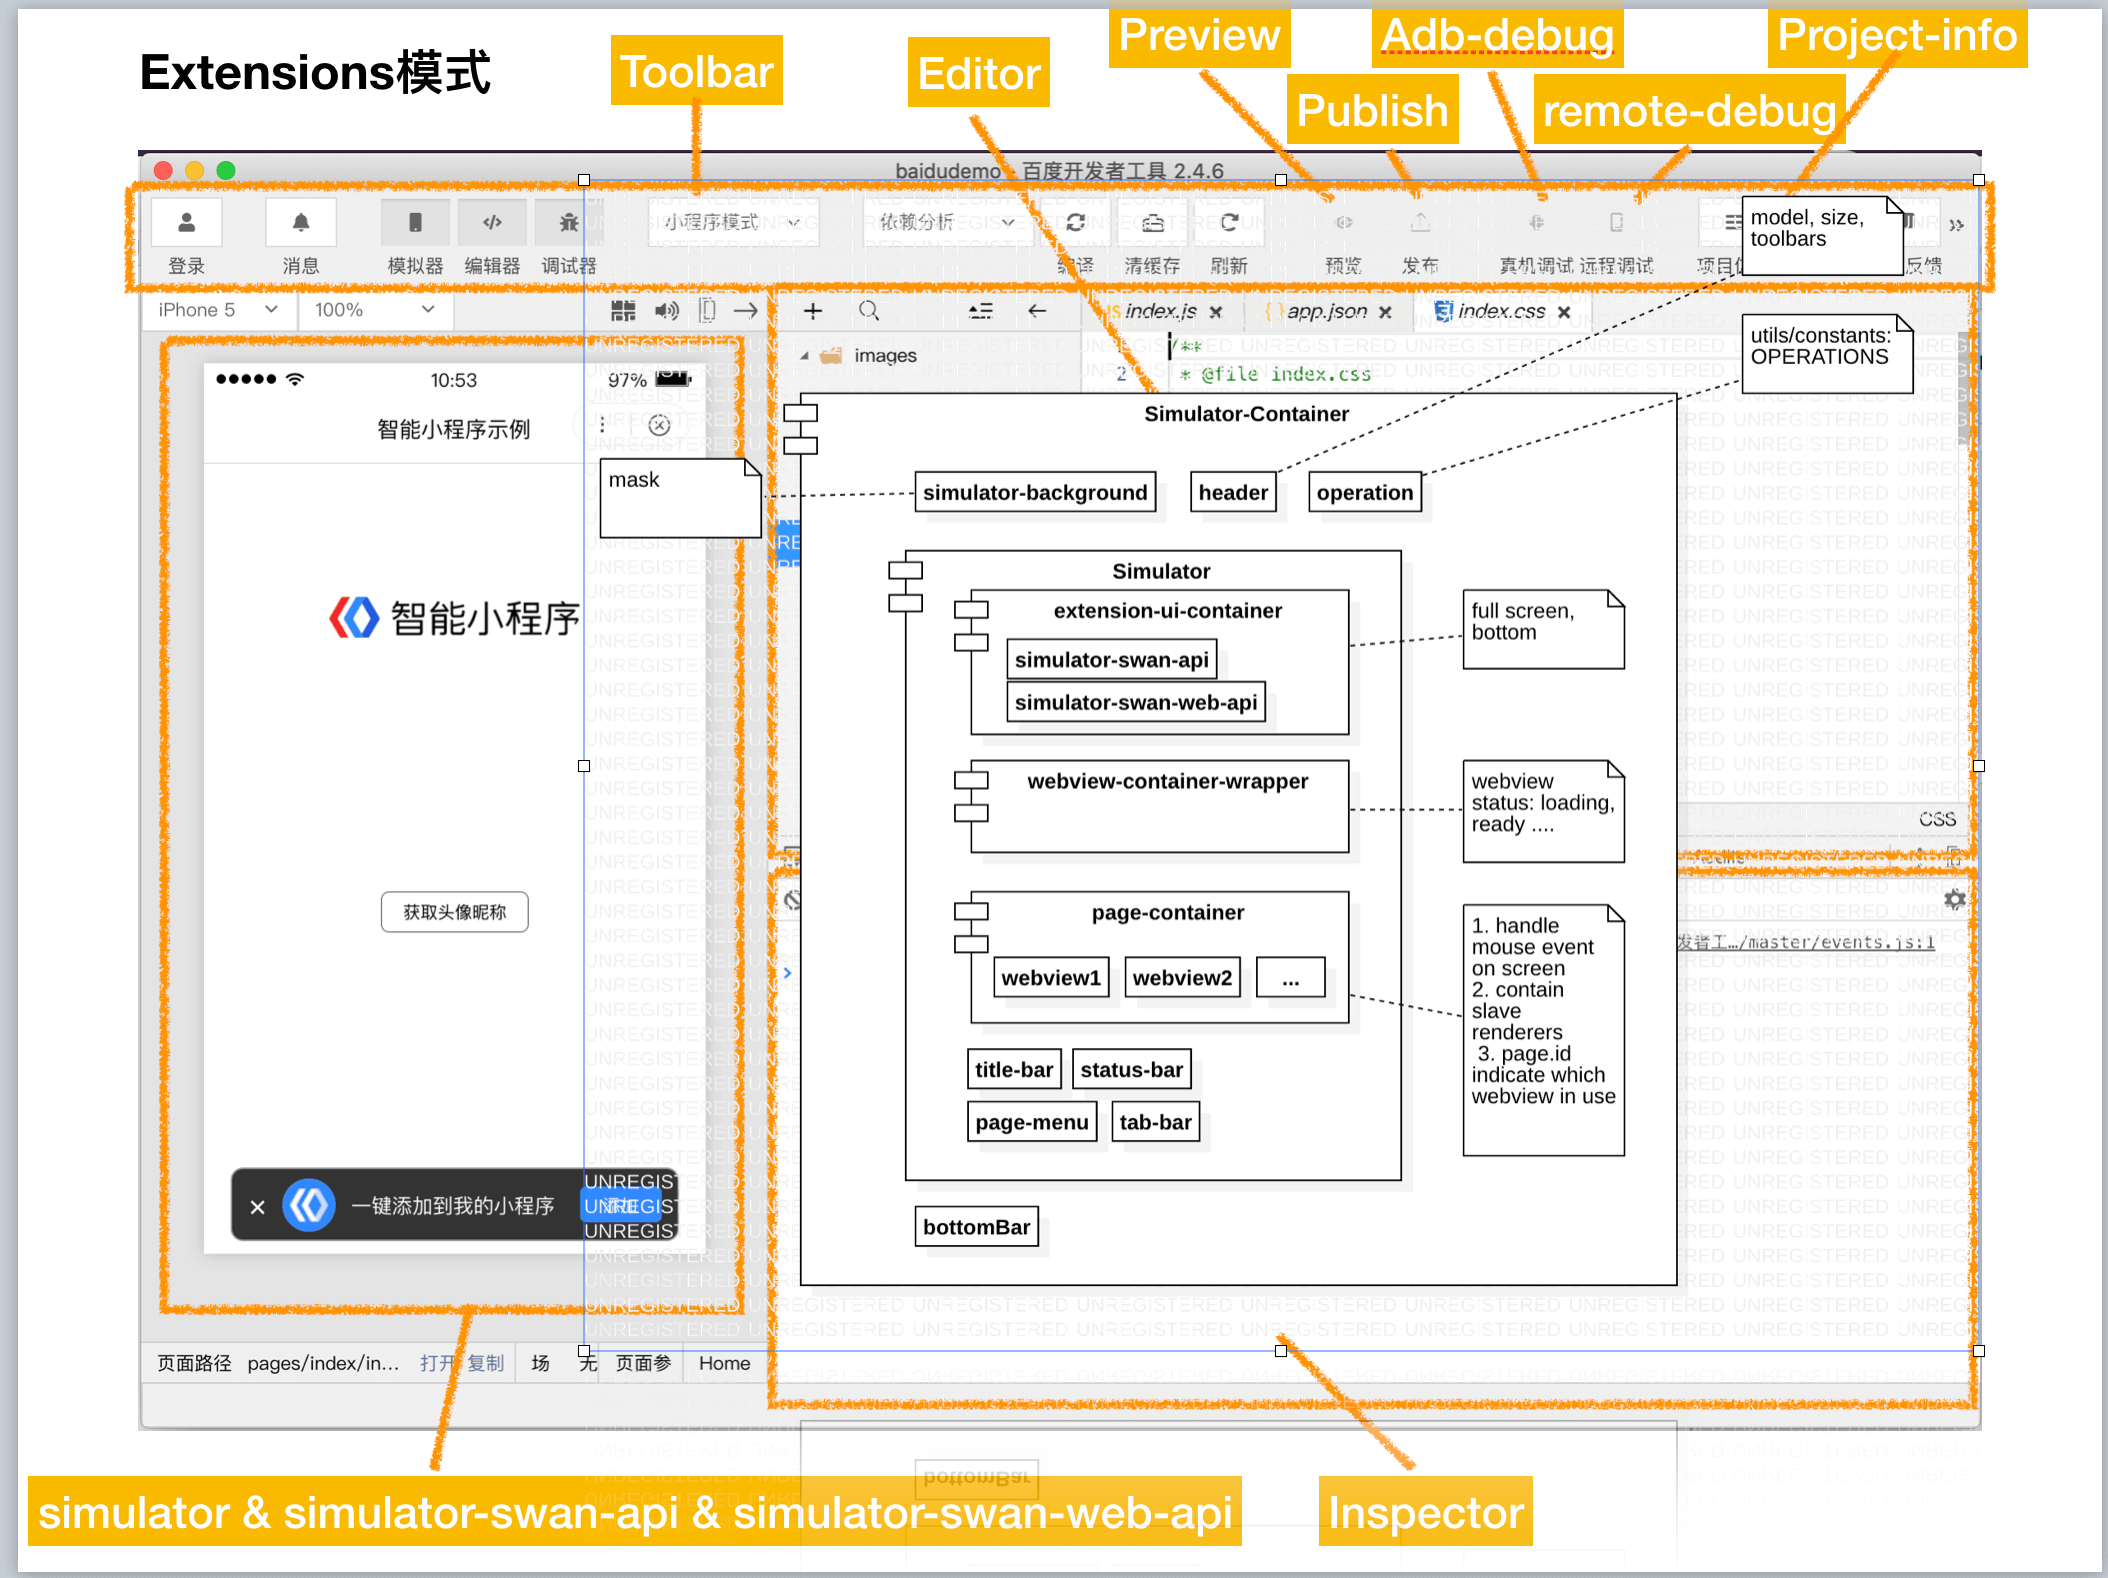 Extensions模式
Toolbar
Editor
Preview
Adb-debug
Project-info
Publish
remote-debug
baidudemo - 百度开发者工具 2.4.6
登录
消息
模拟器
编辑器
调试器
小程序模式
依赖分析
编译
清缓存
刷新
预览
发布
真机调试
远程调试
项目信
反馈
model, size,
toolbars
iPhone 5
100%
index.js
app.json
index.css
images
/**
2
* @file index.css
utils/constants:
OPERATIONS
10:53
97%
智能小程序示例
mask
智能小程序
获取头像昵称
一键添加到我的小程序
添加
Simulator-Container
simulator-background
header
operation
Simulator
extension-ui-container
simulator-swan-api
simulator-swan-web-api
full screen,
bottom
webview-container-wrapper
webview
status: loading,
ready ....
page-container
webview1
webview2
...
1. handle
mouse event
on screen
2. contain
slave
renderers
3. page.id
indicate which
webview in use
title-bar
status-bar
page-menu
tab-bar
bottomBar
CSS
发者工…/master/events.js:1
页面路径
pages/index/in...
打开
复制
场
无
页面参
Home
UNREGISTERED
simulator & simulator-swan-api & simulator-swan-web-api
Inspector